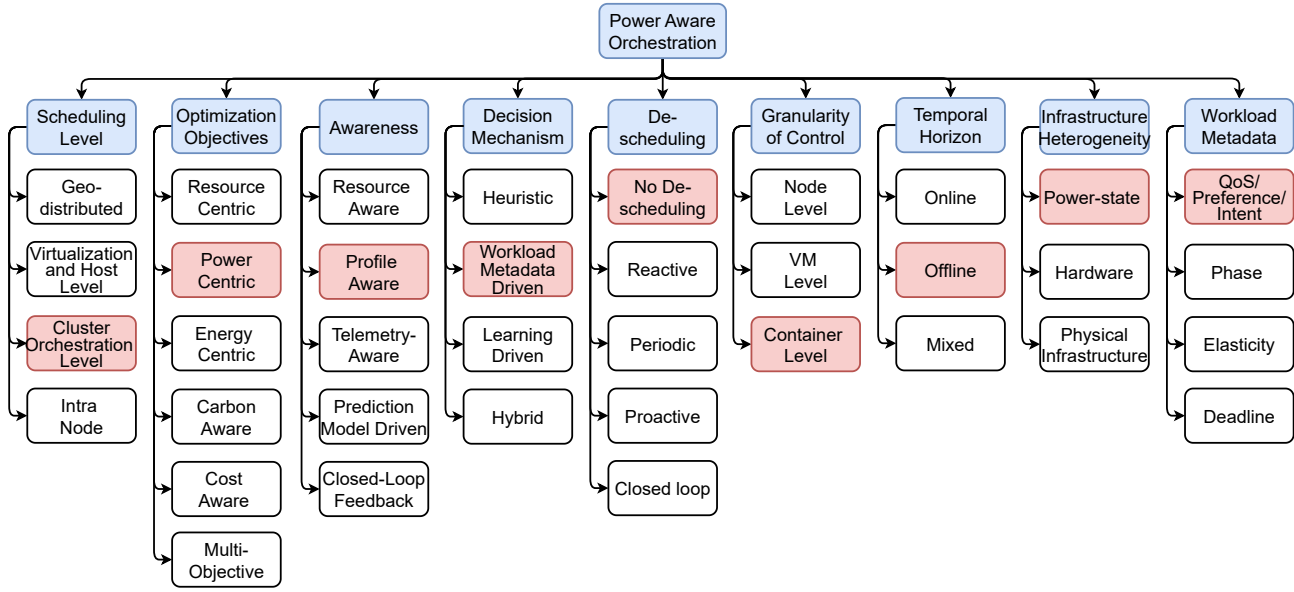 Power Aware
Orchestration
Scheduling
Level
Optimization
Objectives
Awareness
Decision
Mechanism
De-
scheduling
Granularity
of Control
Temporal
Horizon
Infrastructure
Heterogeneity
Workload
Metadata
Geo-
distributed
Virtualization
and Host
Level
Cluster
Orchestration
Level
Intra
Node
Resource
Centric
Power
Centric
Energy
Centric
Carbon
Aware
Cost
Aware
Multi-
Objective
Resource
Aware
Profile
Aware
Telemetry-
Aware
Prediction
Model Driven
Closed-Loop
Feedback
Heuristic
Workload
Metadata
Driven
Learning
Driven
Hybrid
No De-
scheduling
Reactive
Periodic
Proactive
Closed loop
Node
Level
VM
Level
Container
Level
Online
Offline
Mixed
Power-state
Hardware
Physical
Infrastructure
QoS/
Preference/
Intent
Phase
Elasticity
Deadline